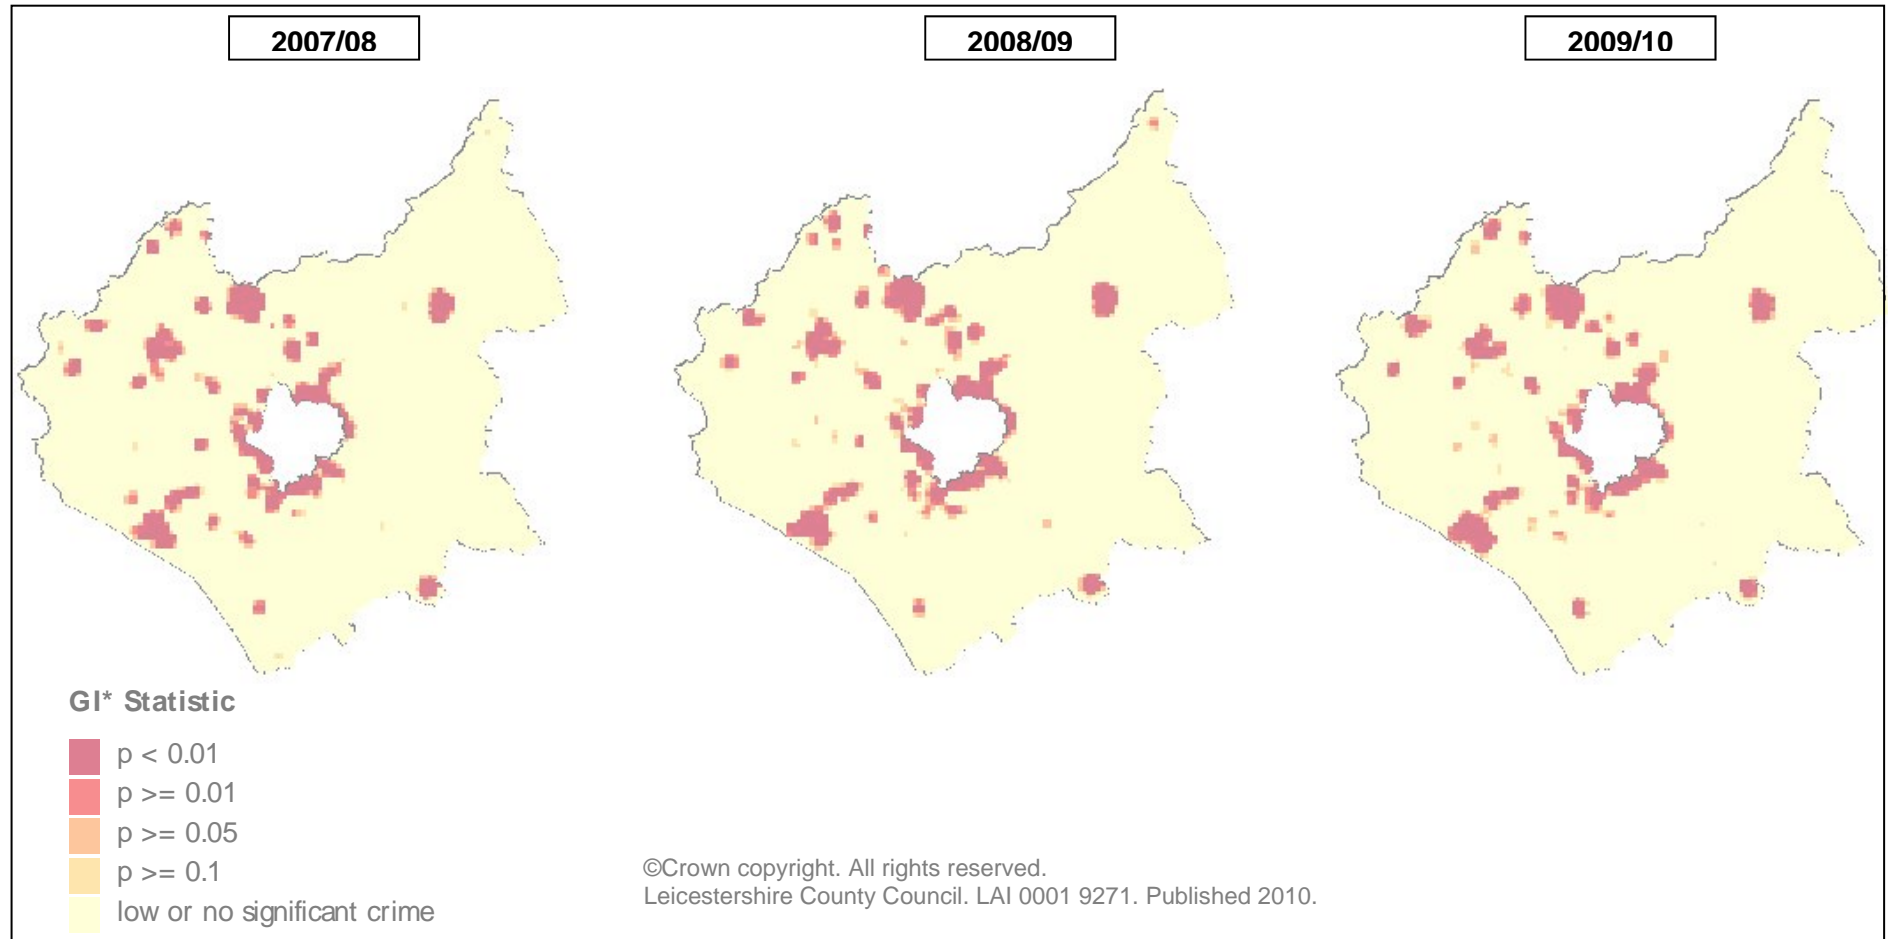 2007/08
2008/09
2009/10
GI* Statistic
p < 0.01
p >= 0.01
p >= 0.05
p >= 0.1
low or no significant crime
©Crown copyright. All rights reserved.
Leicestershire County Council. LAI 0001 9271. Published 2010.